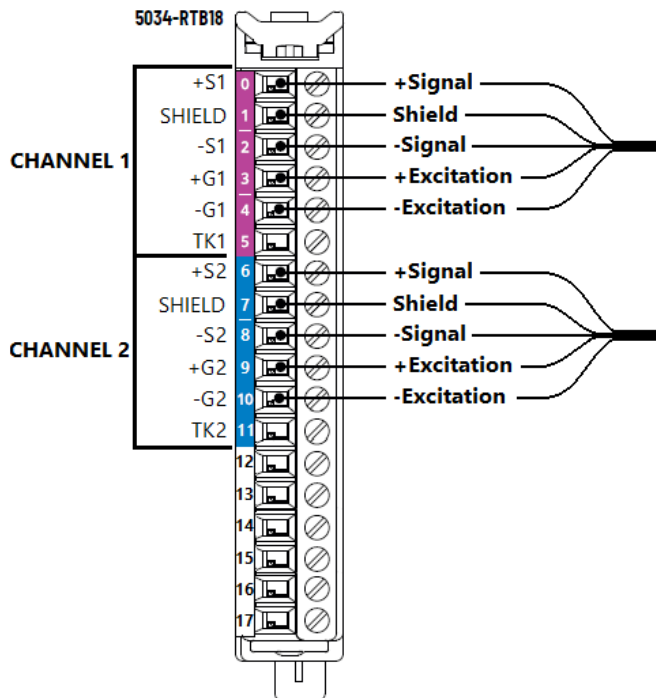 5034-RTB18
+S1 0 +Signal
SHIELD 1 Shield
-S1 2 -Signal
CHANNEL 1
+G1 3 +Excitation
-G1 4 -Excitation
TK1 5
+S2 6 +Signal
SHIELD 7 Shield
-S2 8 -Signal
CHANNEL 2
+G2 9 +Excitation
-G2 10 -Excitation
TK2 11
12
13
14
15
16
17